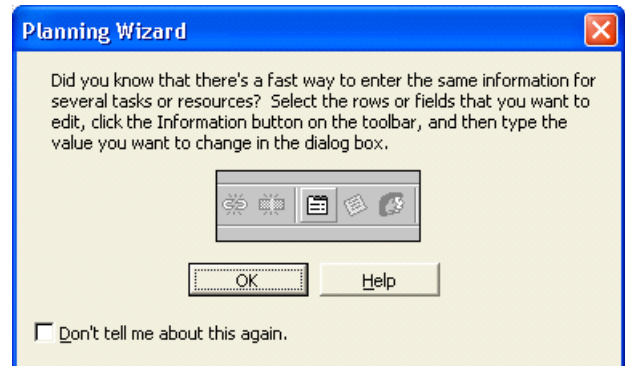 Planning Wizard
Did you know that there's a fast way to enter the same information for
several tasks or resources?  Select the rows or fields that you want to
edit, click the Information button on the toolbar, and then type the
value you want to change in the dialog box.
OK
Help
Don't tell me about this again.